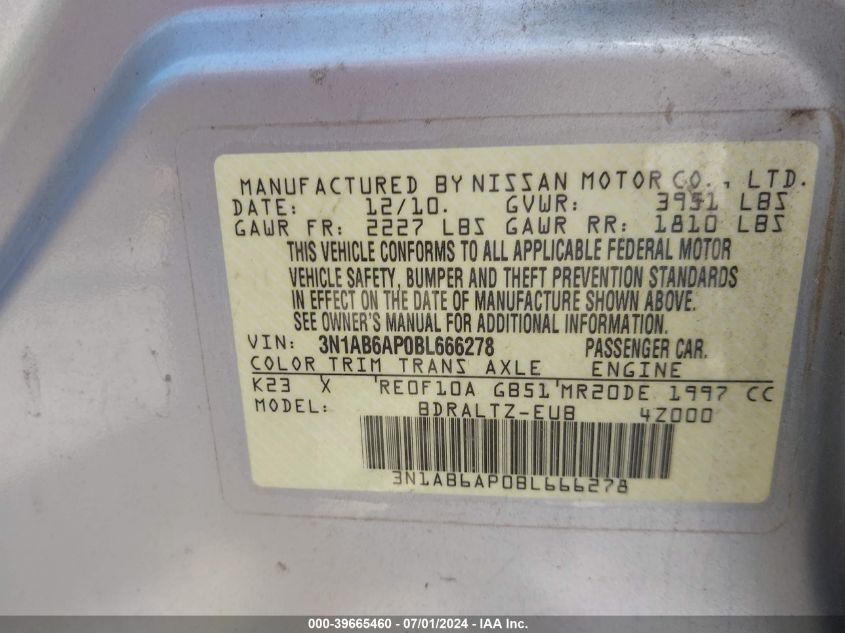 MANUFACTURED BY NISSAN MOTOR CO., LTD.
DATE: 12/10. GVWR: 3951 LBS
GAWR FR: 2227 LBS GAWR RR: 1810 LBS
THIS VEHICLE CONFORMS TO ALL APPLICABLE FEDERAL MOTOR
VEHICLE SAFETY, BUMPER AND THEFT PREVENTION STANDARDS
IN EFFECT ON THE DATE OF MANUFACTURE SHOWN ABOVE.
SEE OWNER'S MANUAL FOR ADDITIONAL INFORMATION.
VIN: 3N1AB6AP0BL666278 PASSENGER CAR.
COLOR TRIM TRANS AXLE ENGINE
K23 X 'RE0F10A GB51'MR20DE 1997 CC
MODEL: BDRALTZ-EUB 4Z000
3N1AB6AP0BL666278
000-39665460 - 07/01/2024 - IAA Inc.